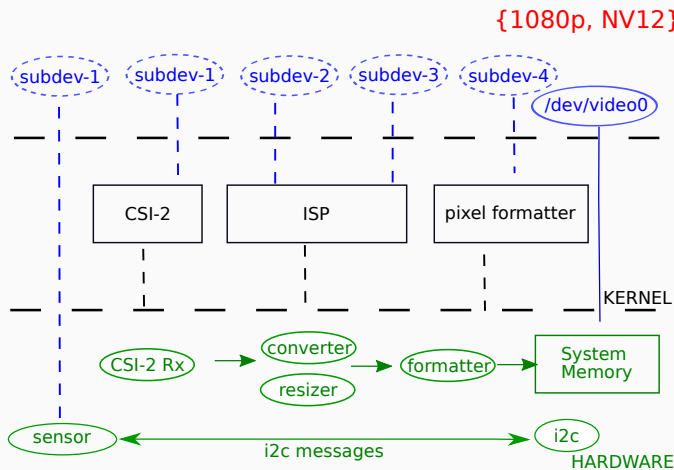 {1080p, NV12}
subdev-1
subdev-1
subdev-2
subdev-3
subdev-4
/dev/video0
CSI-2
ISP
pixel formatter
KERNEL
CSI-2 Rx
converter
resizer
formatter
System
Memory
sensor
i2c messages
i2c
HARDWARE